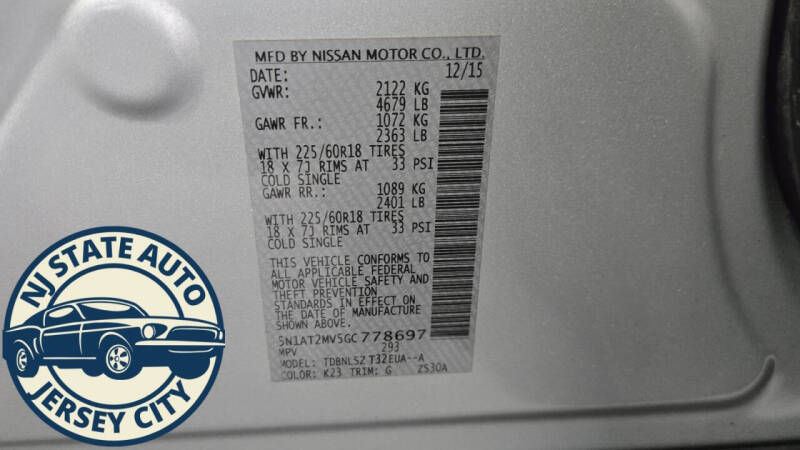 MFD BY NISSAN MOTOR CO., LTD.
DATE: 12/15
GVWR: 2122 KG
4679 LB
GAWR FR.: 1072 KG
2363 LB
WITH 225/60R18 TIRES
18 X 7J RIMS AT 33 PSI
COLD SINGLE
GAWR RR.: 1089 KG
2401 LB
WITH 225/60R18 TIRES
18 X 7J RIMS AT 33 PSI
COLD SINGLE
THIS VEHICLE CONFORMS TO
ALL APPLICABLE FEDERAL
MOTOR VEHICLE SAFETY AND
THEFT PREVENTION
STANDARDS IN EFFECT ON
THE DATE OF MANUFACTURE
SHOWN ABOVE.
5N1AT2MV5GC778697
MPV 293
MODEL: TDBNLSZ T32EUA--A
COLOR: K23 TRIM: G ZS30A
NJ STATE AUTO
JERSEY CITY